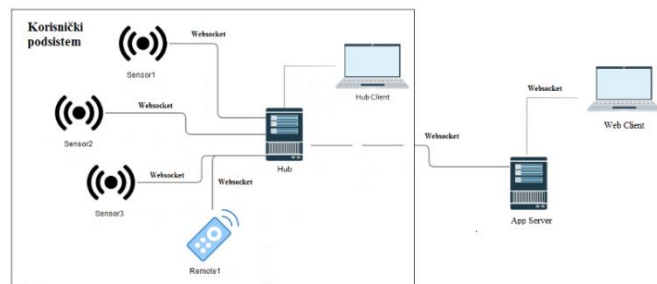 Korisnički
podsistem
Websocket
Sensor1
Websocket
Sensor2
Websocket
Sensor3
Websocket
Remote1
Hub
Hub Client
Websocket
Websocket
App Server
Web Client